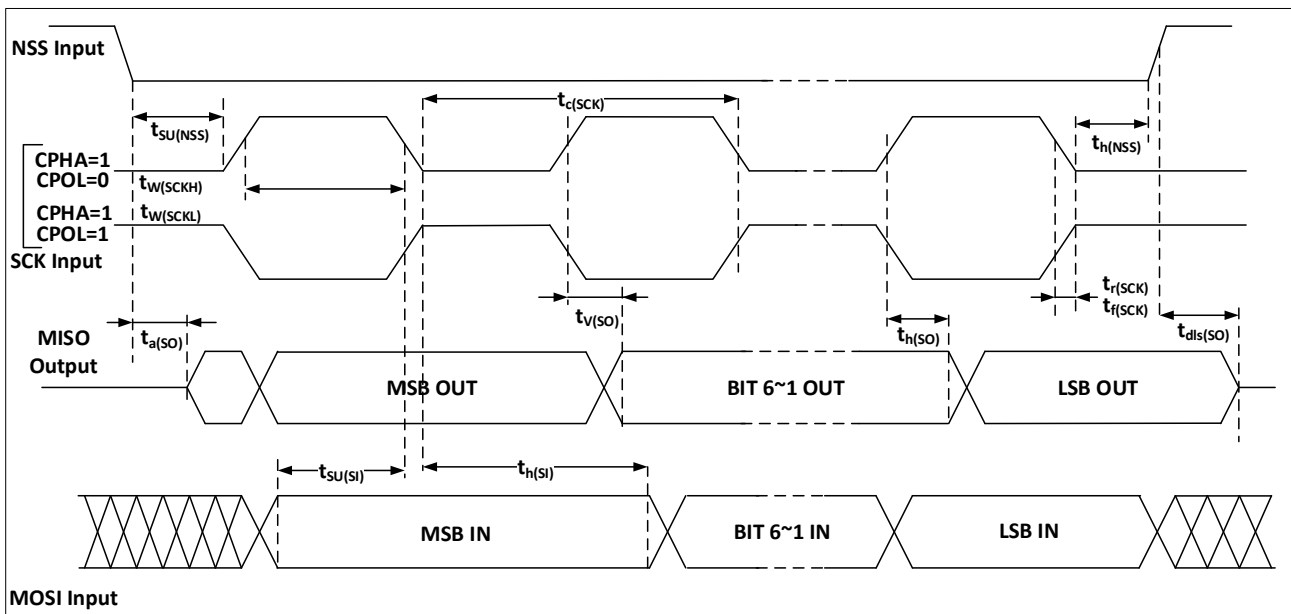 NSS Input
tc(SCK)
tSU(NSS)
th(NSS)
CPHA=1
CPOL=0
tW(SCKH)
CPHA=1
tW(SCKL)
CPOL=1
SCK Input
tr(SCK)
tf(SCK)
tV(SO)
ta(SO)
th(SO)
tdis(SO)
MISO
Output
MSB OUT
BIT 6~1 OUT
LSB OUT
tSU(SI)
th(SI)
MSB IN
BIT 6~1 IN
LSB IN
MOSI Input